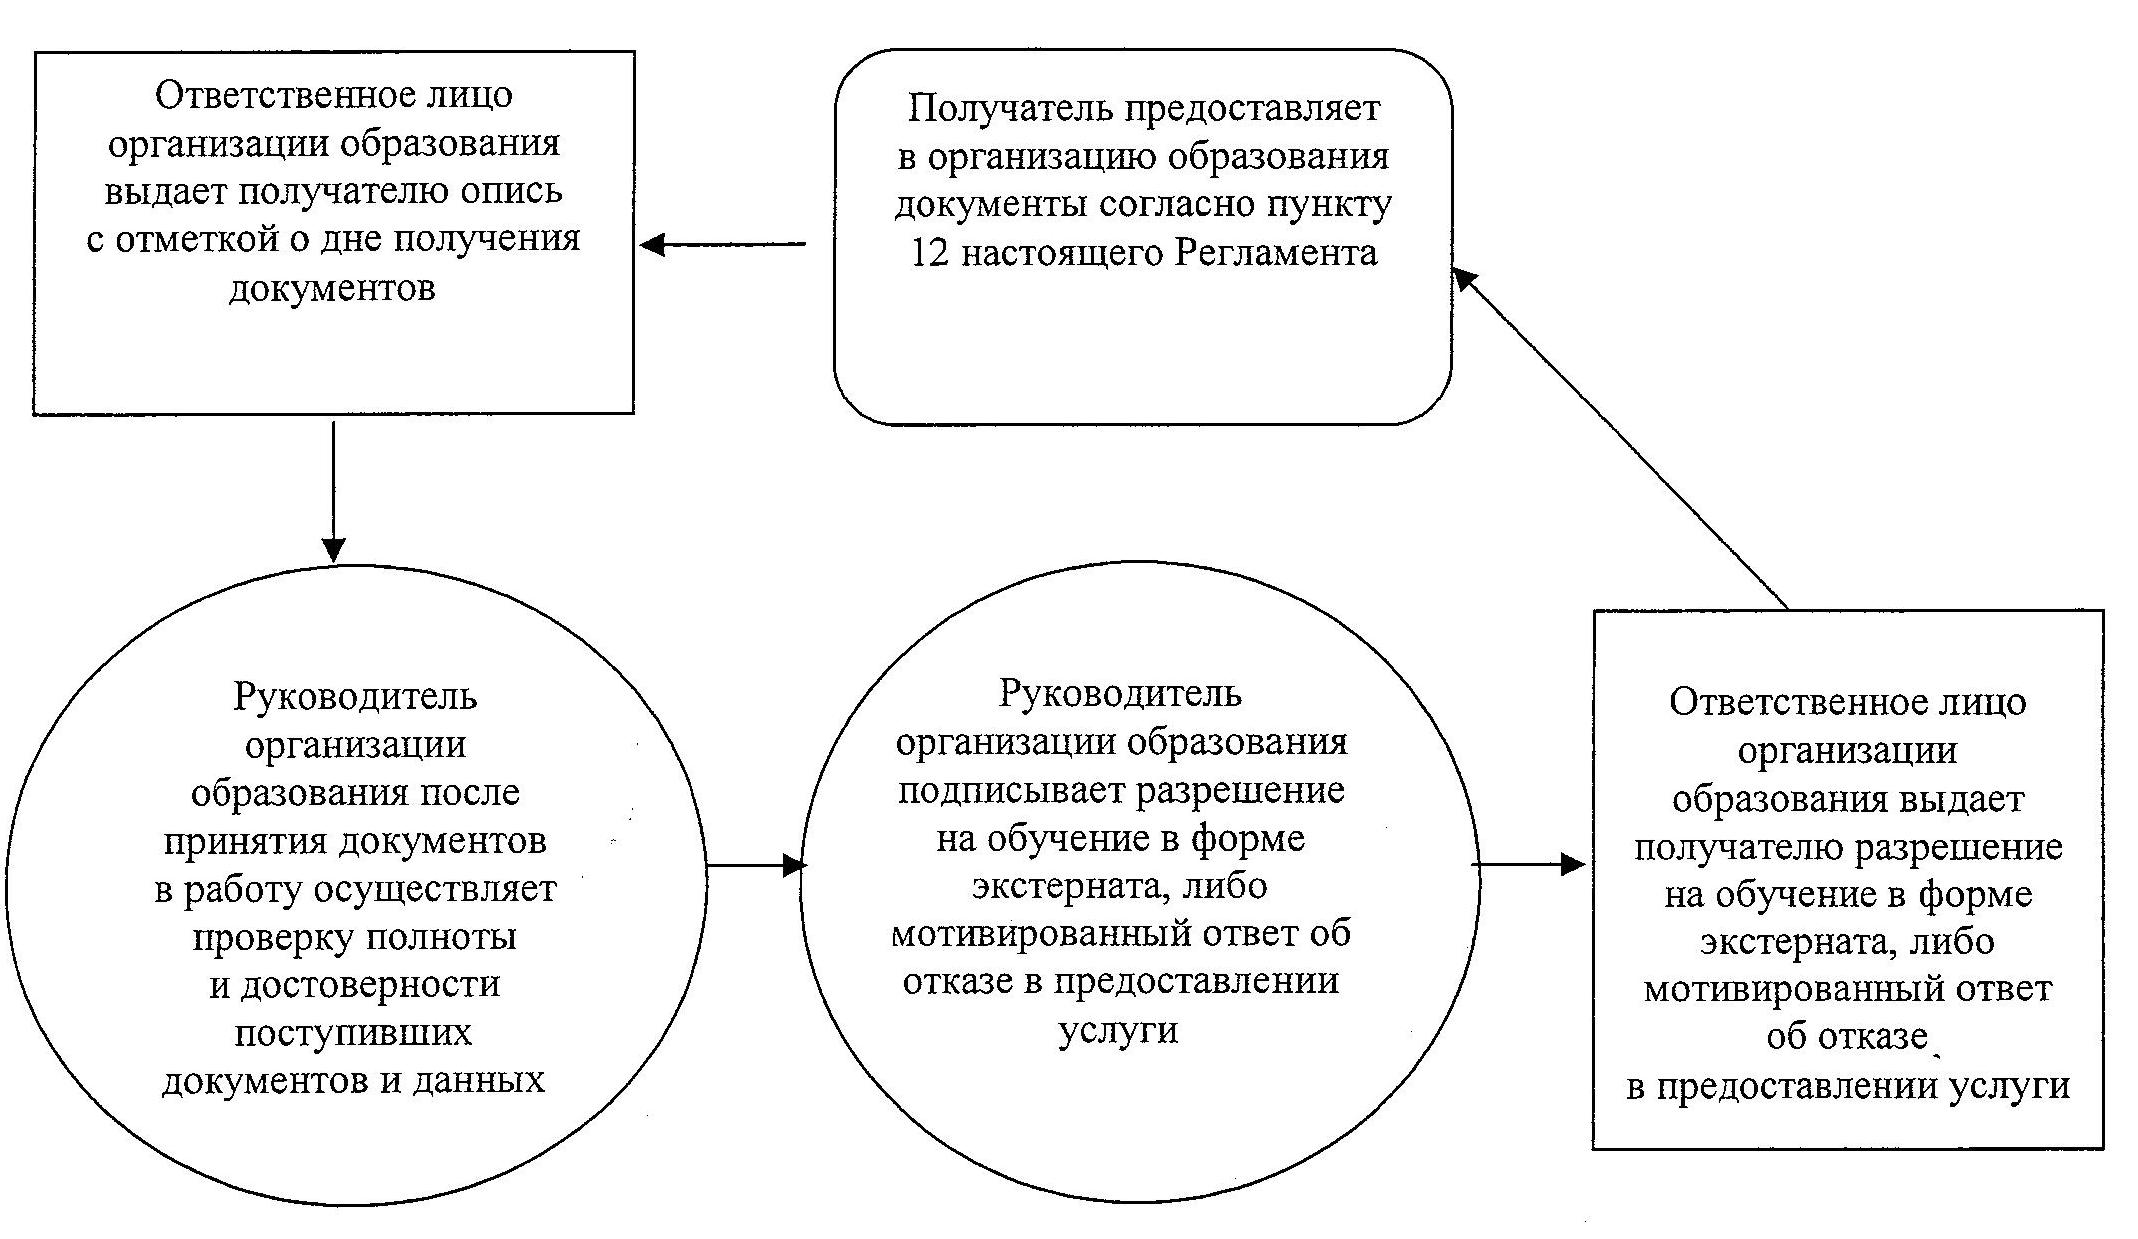 Ответственное лицо
организации образования
выдает получателю опись
с отметкой о дне получения
документов
Получатель предоставляет
в организацию образования
документы согласно пункту
12 настоящего Регламента
Руководитель
организации
образования после
принятия документов
в работу осуществляет
проверку полноты
и достоверности
поступивших
документов и данных
Руководитель
организации образования
подписывает разрешение
на обучение в форме
экстерната, либо
мотивированный ответ об
отказе в предоставлении
услуги
Ответственное лицо
организации
образования выдает
получателю разрешение
на обучение в форме
экстерната, либо
мотивированный ответ
об отказе
в предоставлении услуги